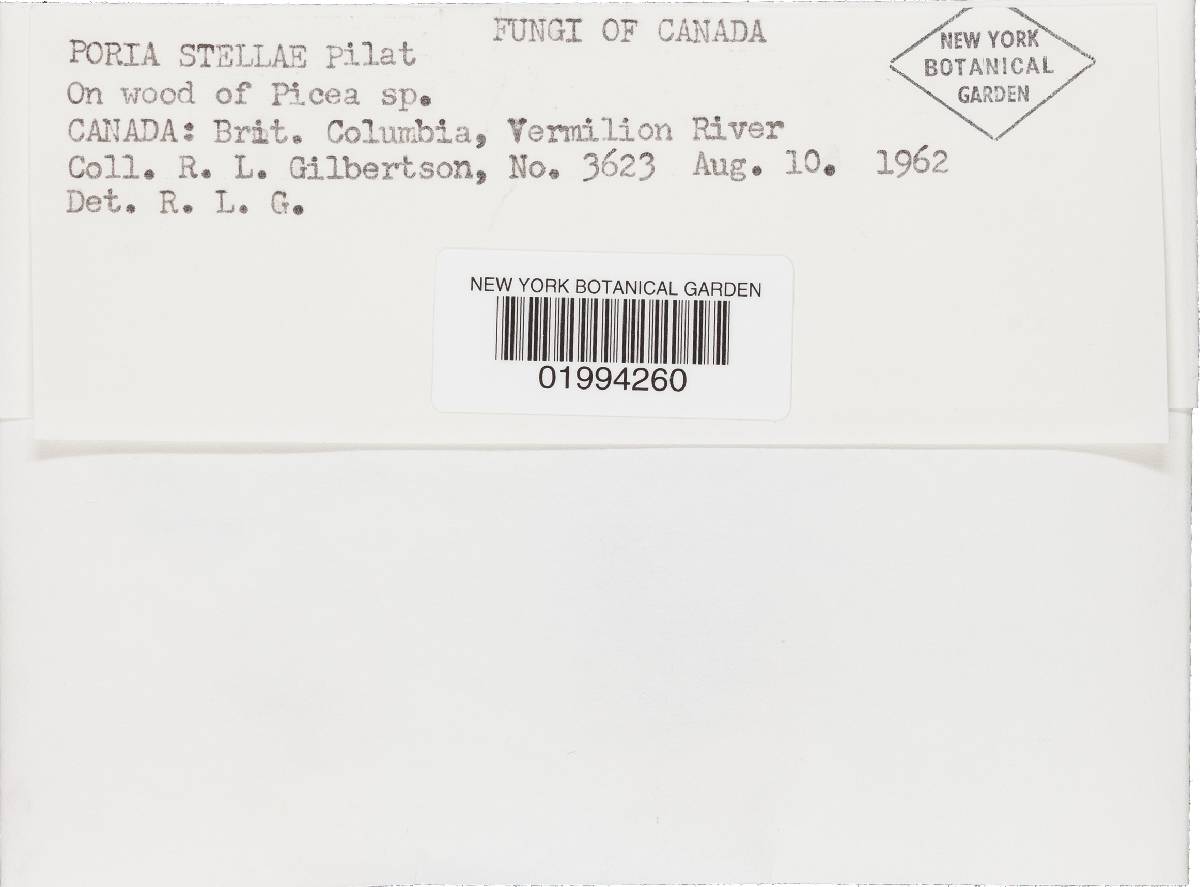 FUNGI OF CANADA
PORIA STELLAE Pilat
On wood of Picea sp.
CANADA: Brit. Columbia, Vermilion River
Coll. R. L. Gilbertson, No. 3623 Aug. 10. 1962
Det. R. L. G.
NEW YORK
BOTANICAL
GARDEN
NEW YORK BOTANICAL GARDEN
01994260